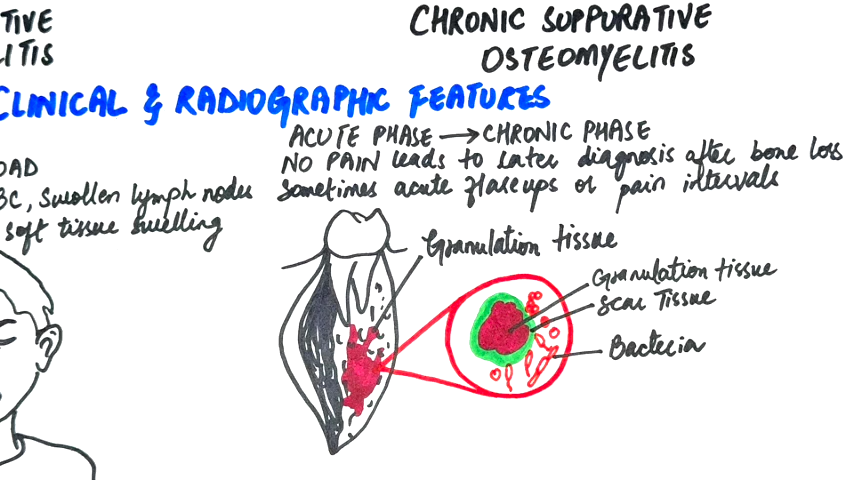 TIVE
LITIS
CHRONIC SUPPURATIVE
OSTEOMYELITIS
CLINICAL & RADIOGRAPHIC FEATURES
ACUTE PHASE → CHRONIC PHASE
NO PAIN leads to later diagnosis after bone loss
Sometimes acute flareups or pain intervals
OAD
BC, Swollen lymph nodes
soft tissue swelling
Granulation tissue
Granulation tissue
Scar Tissue
Bacteria